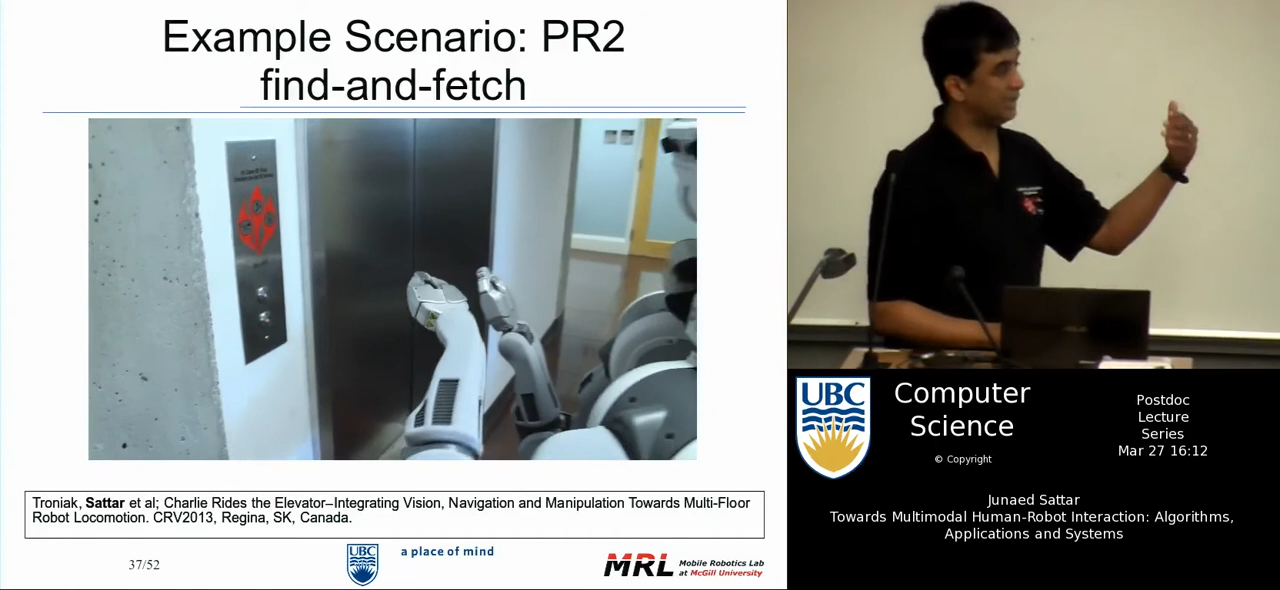 Example Scenario: PR2
find-and-fetch
Troniak, Sattar et al; Charlie Rides the Elevator–Integrating Vision, Navigation and Manipulation Towards Multi-Floor
Robot Locomotion. CRV2013, Regina, SK, Canada.
37/52
UBC
a place of mind
MRL
Mobile Robotics Lab
at McGill University
UBC
Computer
Science
© Copyright
Postdoc
Lecture
Series
Mar 27 16:12
Junaed Sattar
Towards Multimodal Human-Robot Interaction: Algorithms,
Applications and Systems